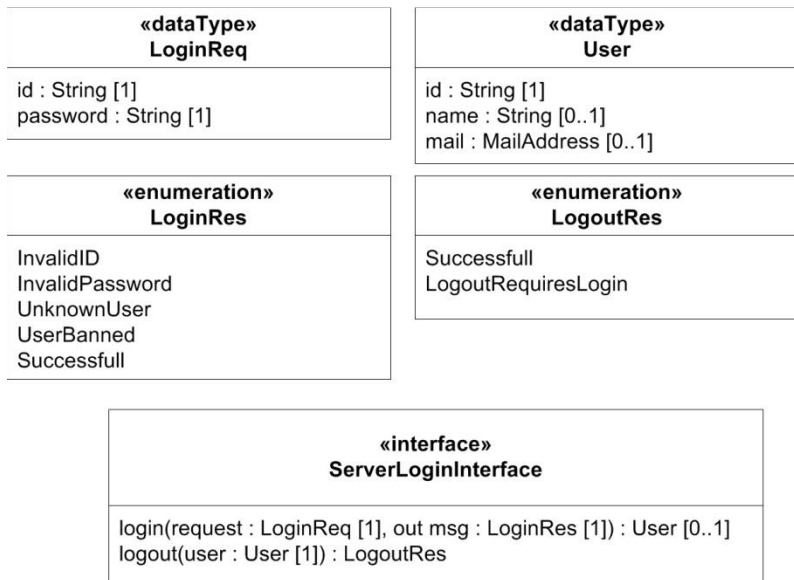 «dataType»
LoginReq
id : String [1]
password : String [1]
«dataType»
User
id : String [1]
name : String [0..1]
mail : MailAddress [0..1]
«enumeration»
LoginRes
InvalidID
InvalidPassword
UnknownUser
UserBanned
Successfull
«enumeration»
LogoutRes
Successfull
LogoutRequiresLogin
«interface»
ServerLoginInterface
login(request : LoginReq [1], out msg : LoginRes [1]) : User [0..1]
logout(user : User [1]) : LogoutRes